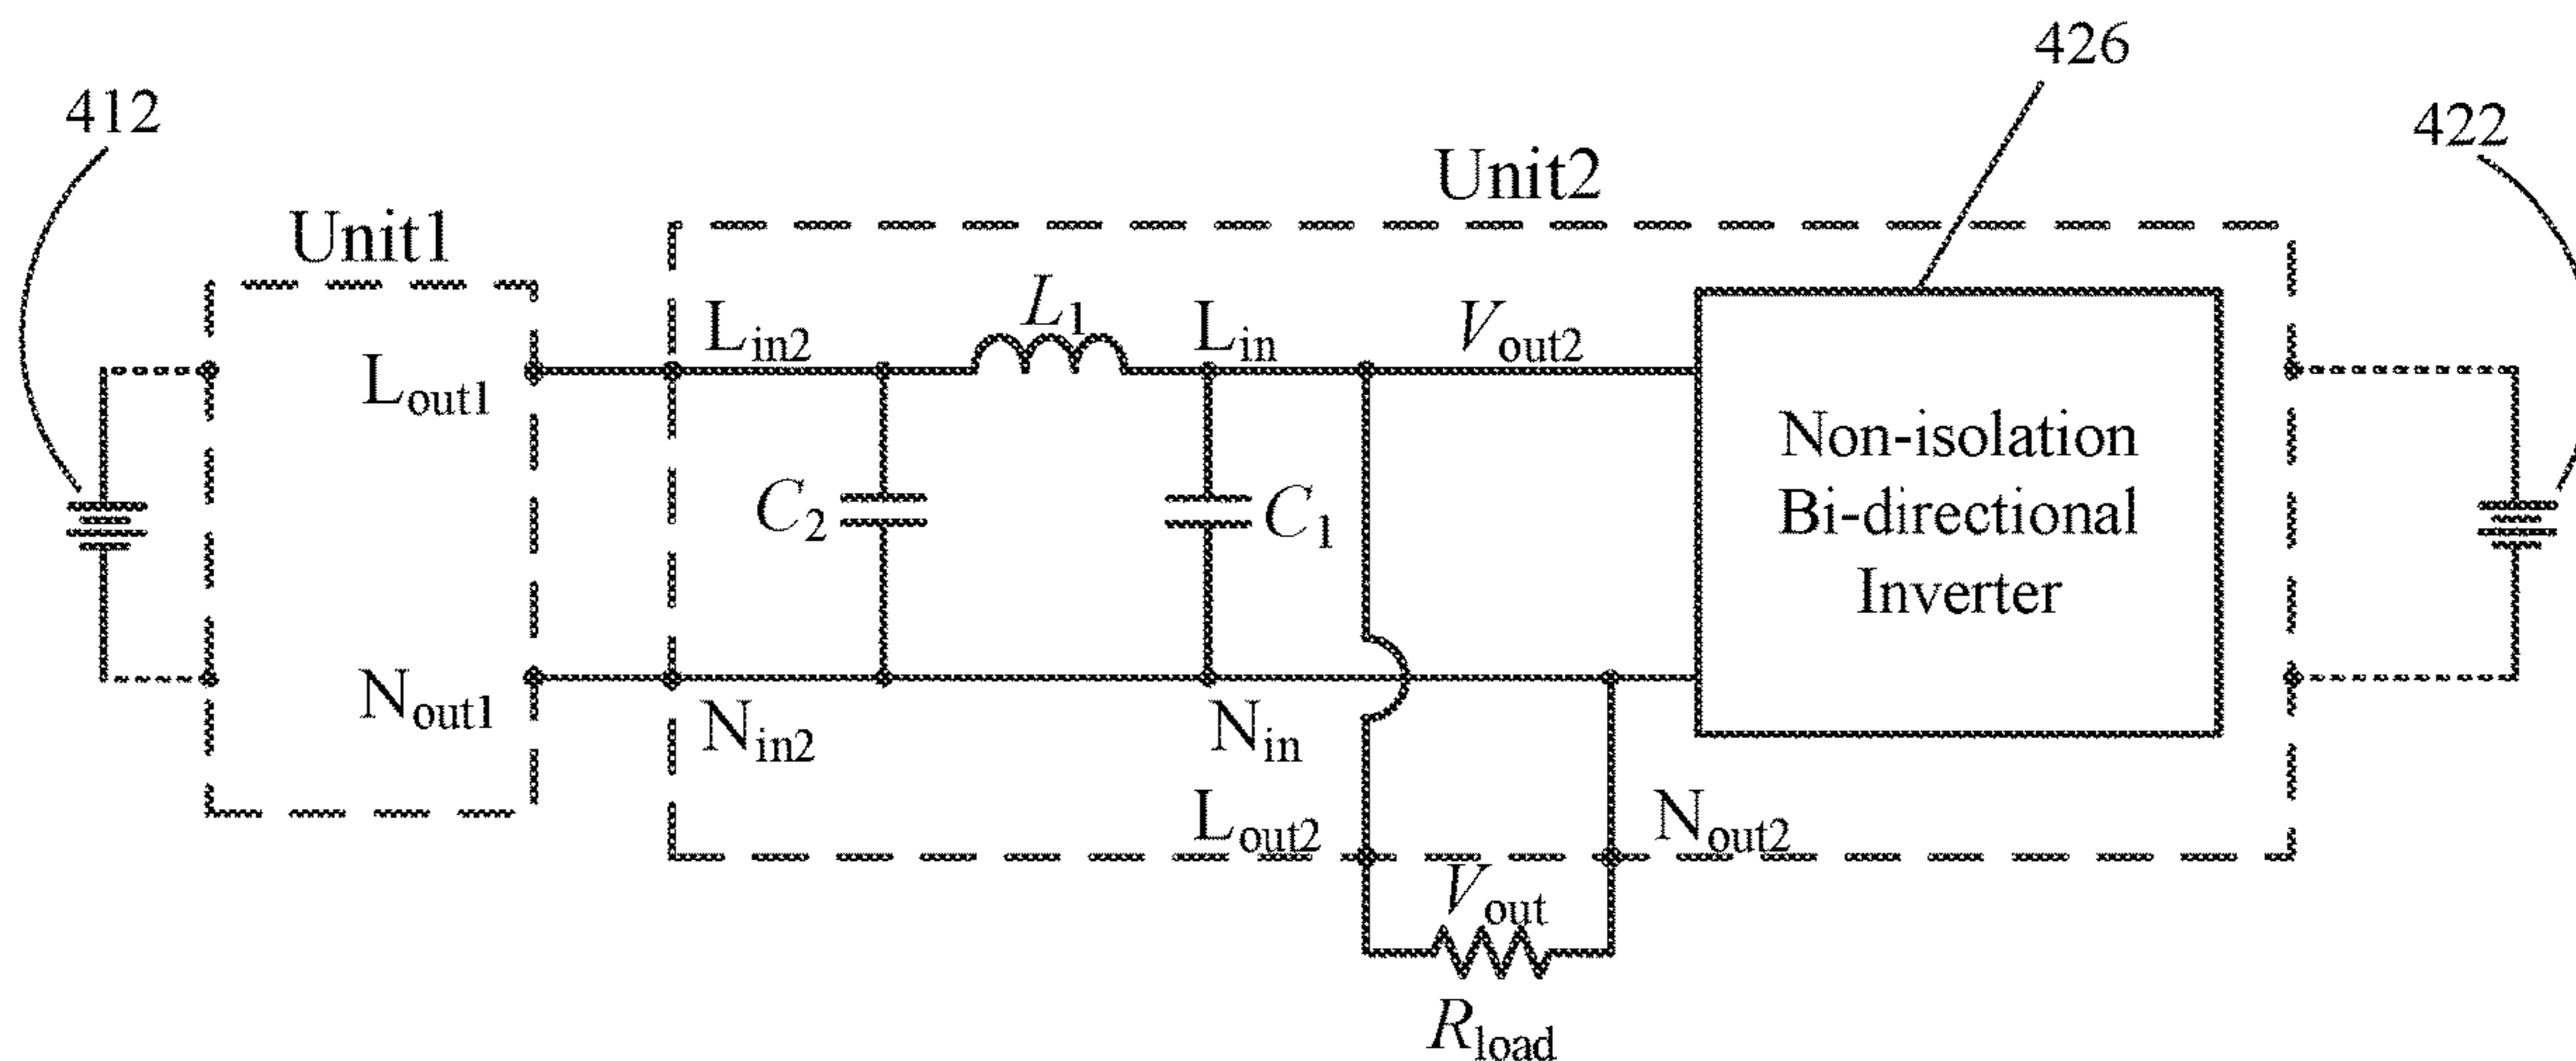 426
412
422
Unit2
Unit1
L1
Lin2
Lin
Vout2
Lout1
Non-isolation
Bi-directional
Inverter
C2
C1
Nout1
Nin2
Nin
Lout2
Nout2
Vout
Rload